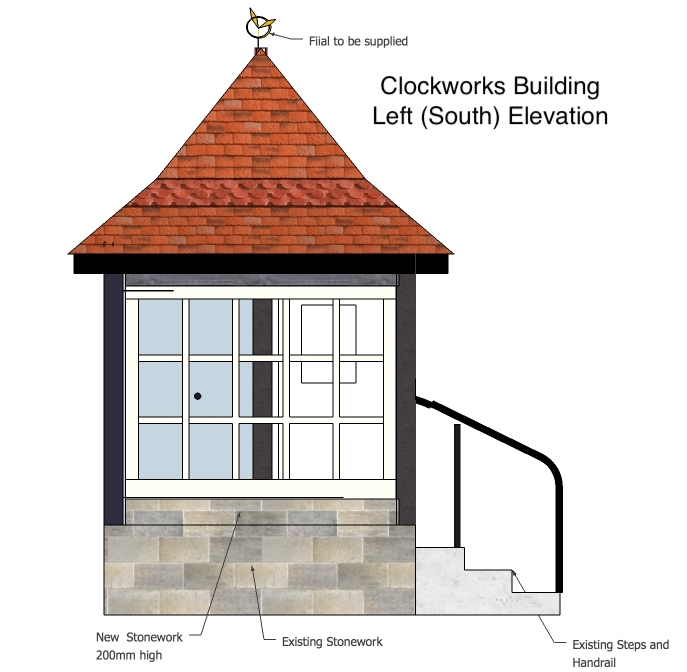 Fiial to be supplied
Clockworks Building
Left (South) Elevation
New Stonework
200mm high
Existing Stonework
Existing Steps and
Handrail